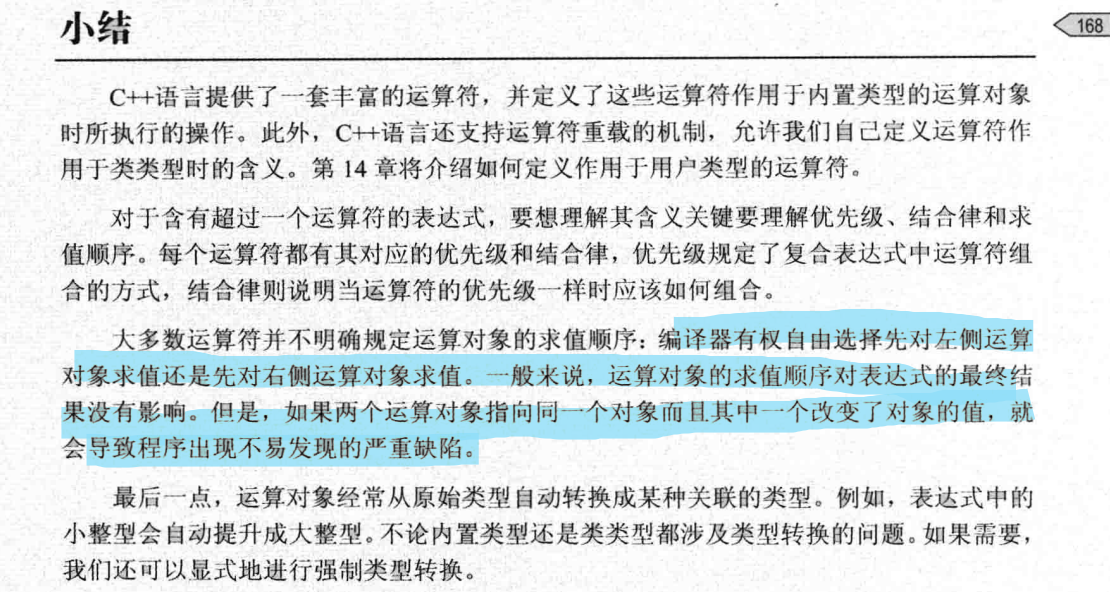 小结
168
C++语言提供了一套丰富的运算符，并定义了这些运算符作用于内置类型的运算对象
时所执行的操作。此外，C++语言还支持运算符重载的机制，允许我们自己定义运算符作
用于类类型时的含义。第 14 章将介绍如何定义作用于用户类型的运算符。
对于含有超过一个运算符的表达式，要想理解其含义关键要理解优先级、结合律和求
值顺序。每个运算符都有其对应的优先级和结合律，优先级规定了复合表达式中运算符组
合的方式，结合律则说明当运算符的优先级一样时应该如何组合。
大多数运算符并不明确规定运算对象的求值顺序：编译器有权自由选择先对左侧运算
对象求值还是先对右侧运算对象求值。一般来说，运算对象的求值顺序对表达式的最终结
果没有影响。但是，如果两个运算对象指向同一个对象而且其中一个改变了对象的值，就
会导致程序出现不易发现的严重缺陷。
最后一点，运算对象经常从原始类型自动转换成某种关联的类型。例如，表达式中的
小整型会自动提升成大整型。不论内置类型还是类类型都涉及类型转换的问题。如果需要，
我们还可以显式地进行强制类型转换。